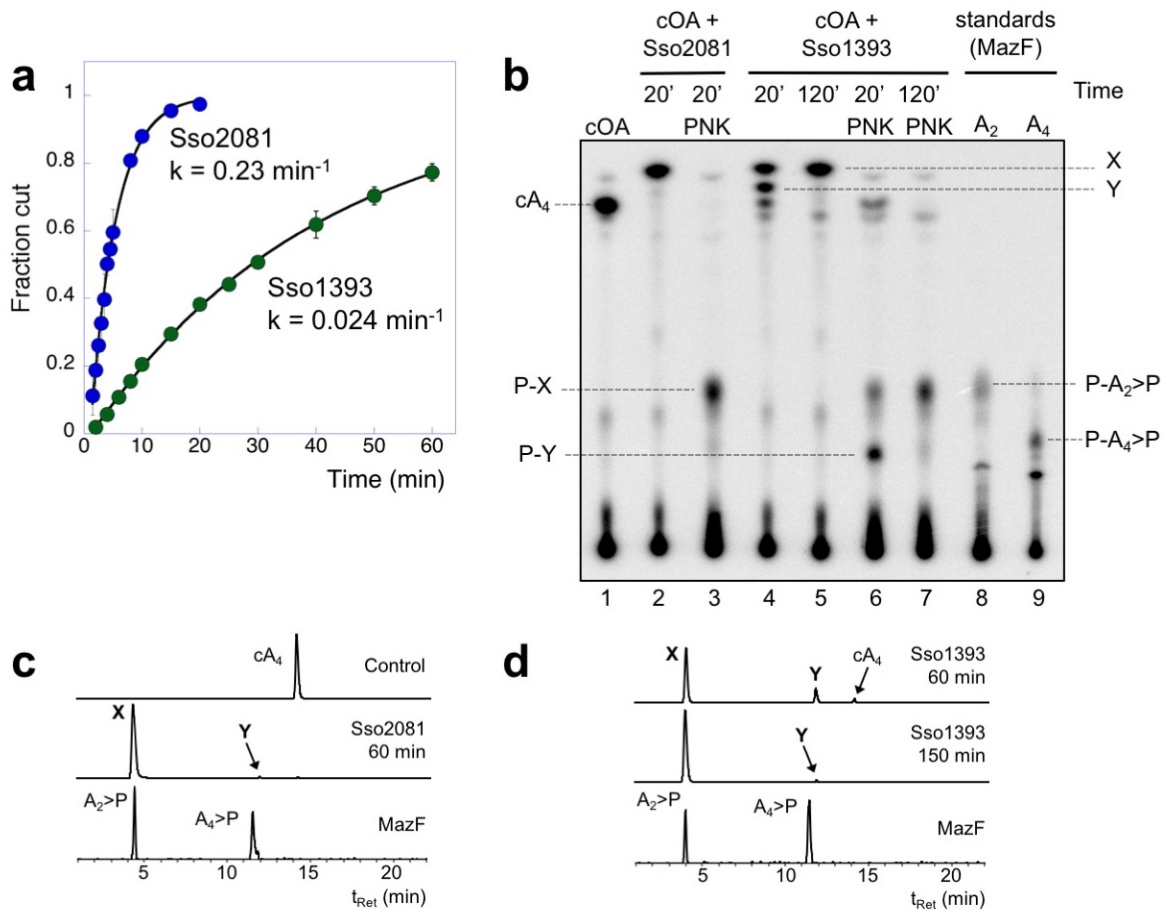 a
Fraction cut
1
0.8
0.6
0.4
0.2
0
Sso2081
k = 0.23 min⁻¹
Sso1393
k = 0.024 min⁻¹
0 10 20 30 40 50 60
Time (min)
b
cOA +
Sso2081
cOA +
Sso1393
standards
(MazF)
20' 20' 20' 120' 20' 120' Time
cOA PNK PNK PNK A₂ A₄
X
Y
cA₄
P-X
P-A₂>P
P-A₄>P
P-Y
1 2 3 4 5 6 7 8 9
c
cA₄
Control
X
Y
Sso2081
60 min
A₂>P
A₄>P
MazF
5 10 15 20
tRet (min)
d
X
Y
cA₄
Sso1393
60 min
Y
Sso1393
150 min
A₂>P
A₄>P
MazF
5 10 15 20
tRet (min)